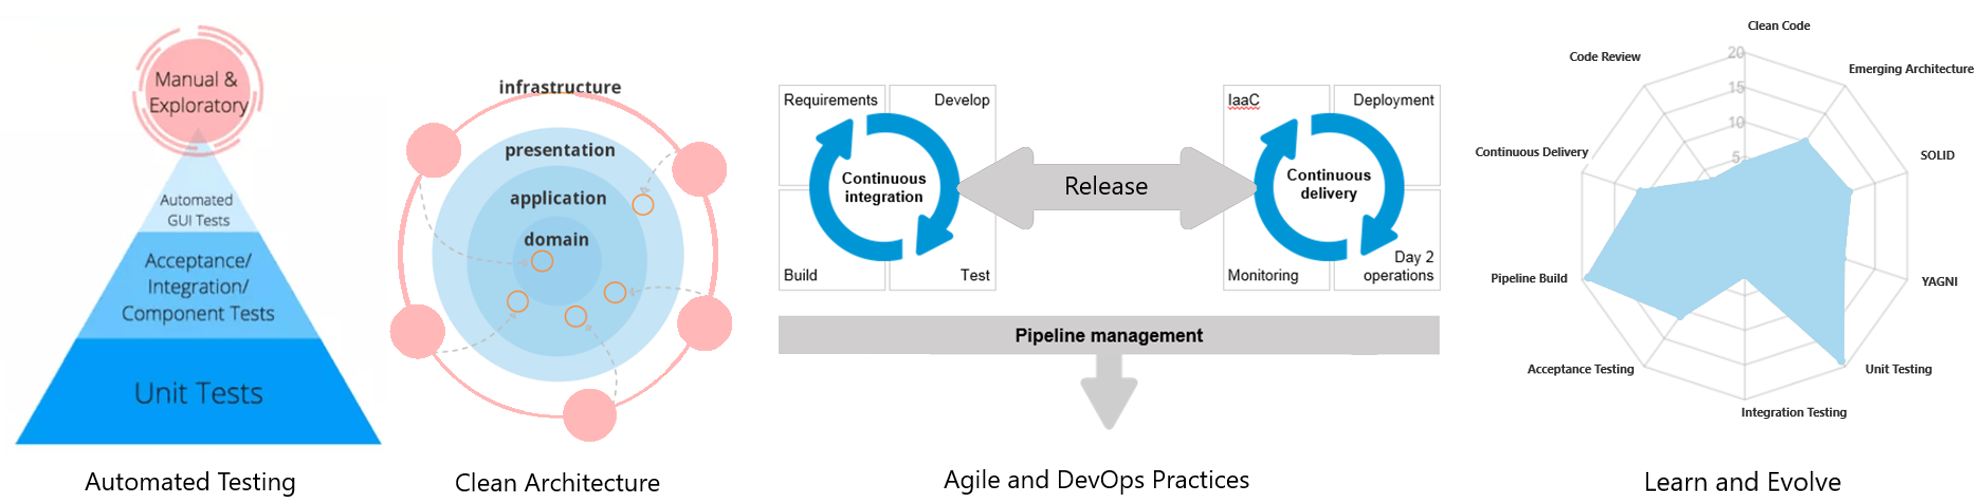 Manual &
Exploratory
Automated
GUI Tests
Acceptance/
Integration/
Component Tests
Unit Tests
Automated Testing
infrastructure
presentation
application
domain
Clean Architecture
Requirements
Develop
Continuous
integration
Build
Test
Release
IaaC
Deployment
Continuous
delivery
Monitoring
Day 2
operations
Pipeline management
Agile and DevOps Practices
Clean Code
20
15
10
5
Code Review
Emerging Architecture
Continuous Delivery
SOLID
Pipeline Build
YAGNI
Acceptance Testing
Unit Testing
Integration Testing
Learn and Evolve